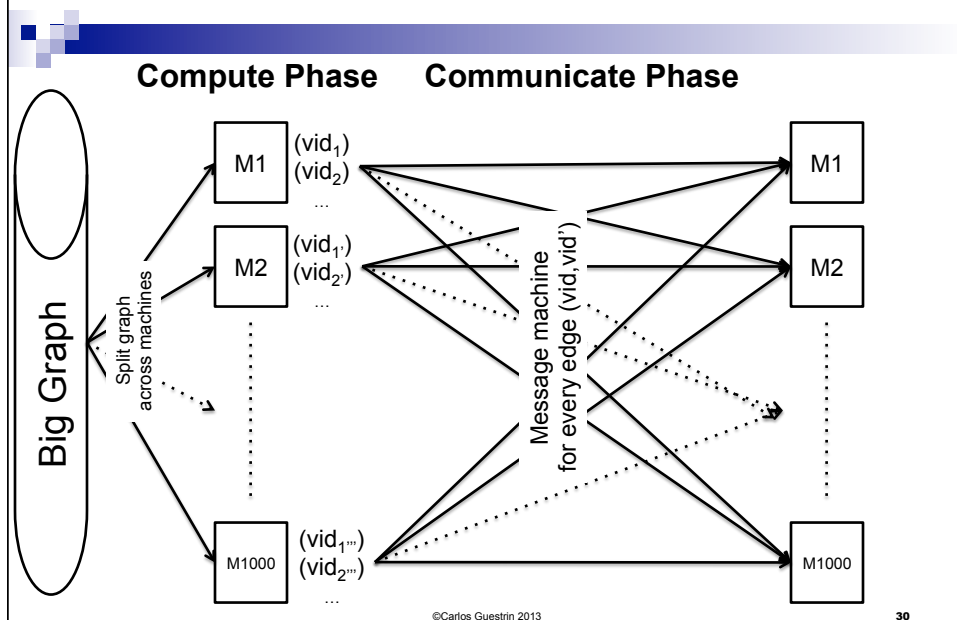 Compute Phase Communicate Phase
Big Graph
Split graph
across machines
M1
(vid₁)
(vid₂)
...
M2
(vid₁')
(vid₂')
...
M1000
(vid₁''')
(vid₂''')
...
Message machine
for every edge (vid,vid')
M1
M2
M1000
©Carlos Guestrin 2013
30